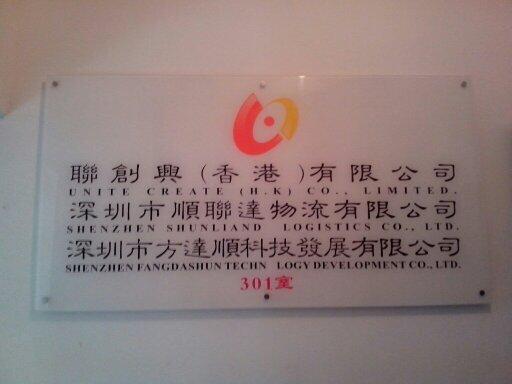 聯創興(香港)有限公司
UNITE CREATE (H.K) CO., LIMITED.
深圳市順聯達物流有限公司
SHENZHEN SHUNLIAND LOGISTICS CO., LTD.
深圳市方達順科技發展有限公司
SHENZHEN FANGDASHUN TECHN LOGY DEVELOPMENT CO., LTD.
301室